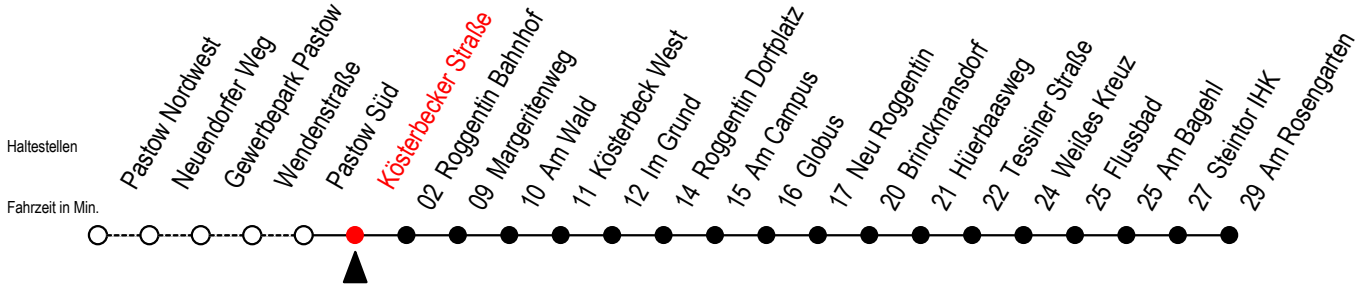 Haltestellen
Fahrzeit in Min.
Pastow Nordwest
Neuendorfer Weg
Gewerbepark Pastow
Wendenstraße
Pastow Süd
Kösterbecker Straße
02 Roggentin Bahnhof
09 Margeritenweg
10 Am Wald
11 Kösterbeck West
12 Im Grund
14 Roggentin Dorfplatz
15 Am Campus
16 Globus
17 Neu Roggentin
20 Brinckmansdorf
21 Hüerbaasweg
22 Tessiner Straße
24 Weißes Kreuz
25 Flussbad
25 Am Bagehl
27 Steintor IHK
29 Am Rosengarten